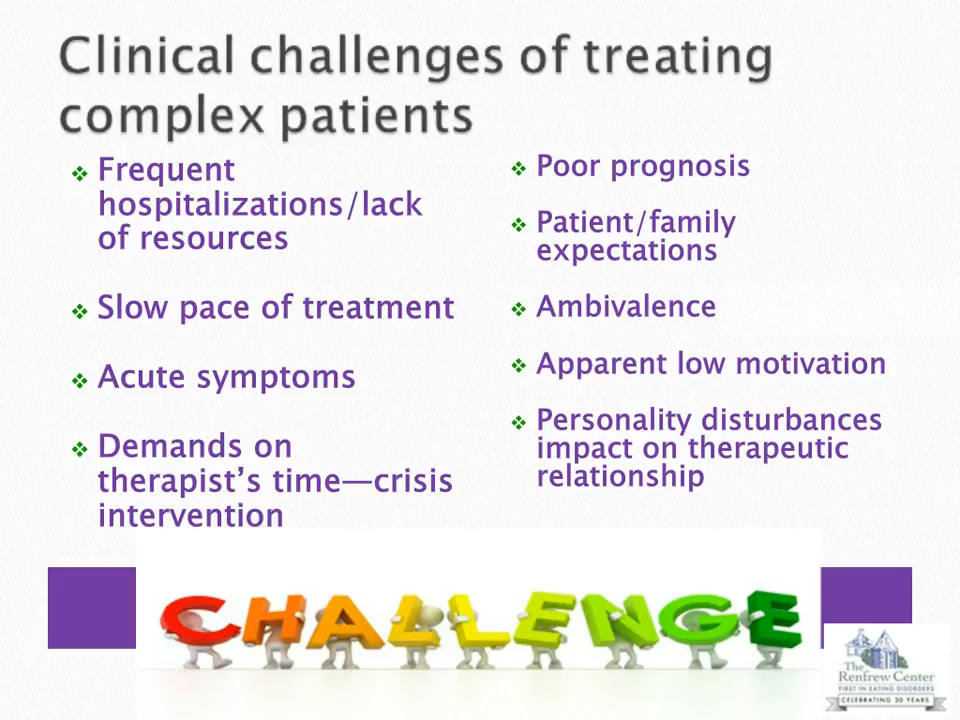 Clinical challenges of treating
complex patients
❖ Frequent
hospitalizations/lack
of resources
❖ Slow pace of treatment
❖ Acute symptoms
❖ Demands on
therapist's time—crisis
intervention
❖ Poor prognosis
❖ Patient/family
expectations
❖ Ambivalence
❖ Apparent low motivation
❖ Personality disturbances
impact on therapeutic
relationship
CHALLENGE
The
Renfrew Center
FIRST IN EATING DISORDERS
CELEBRATING 30 YEARS